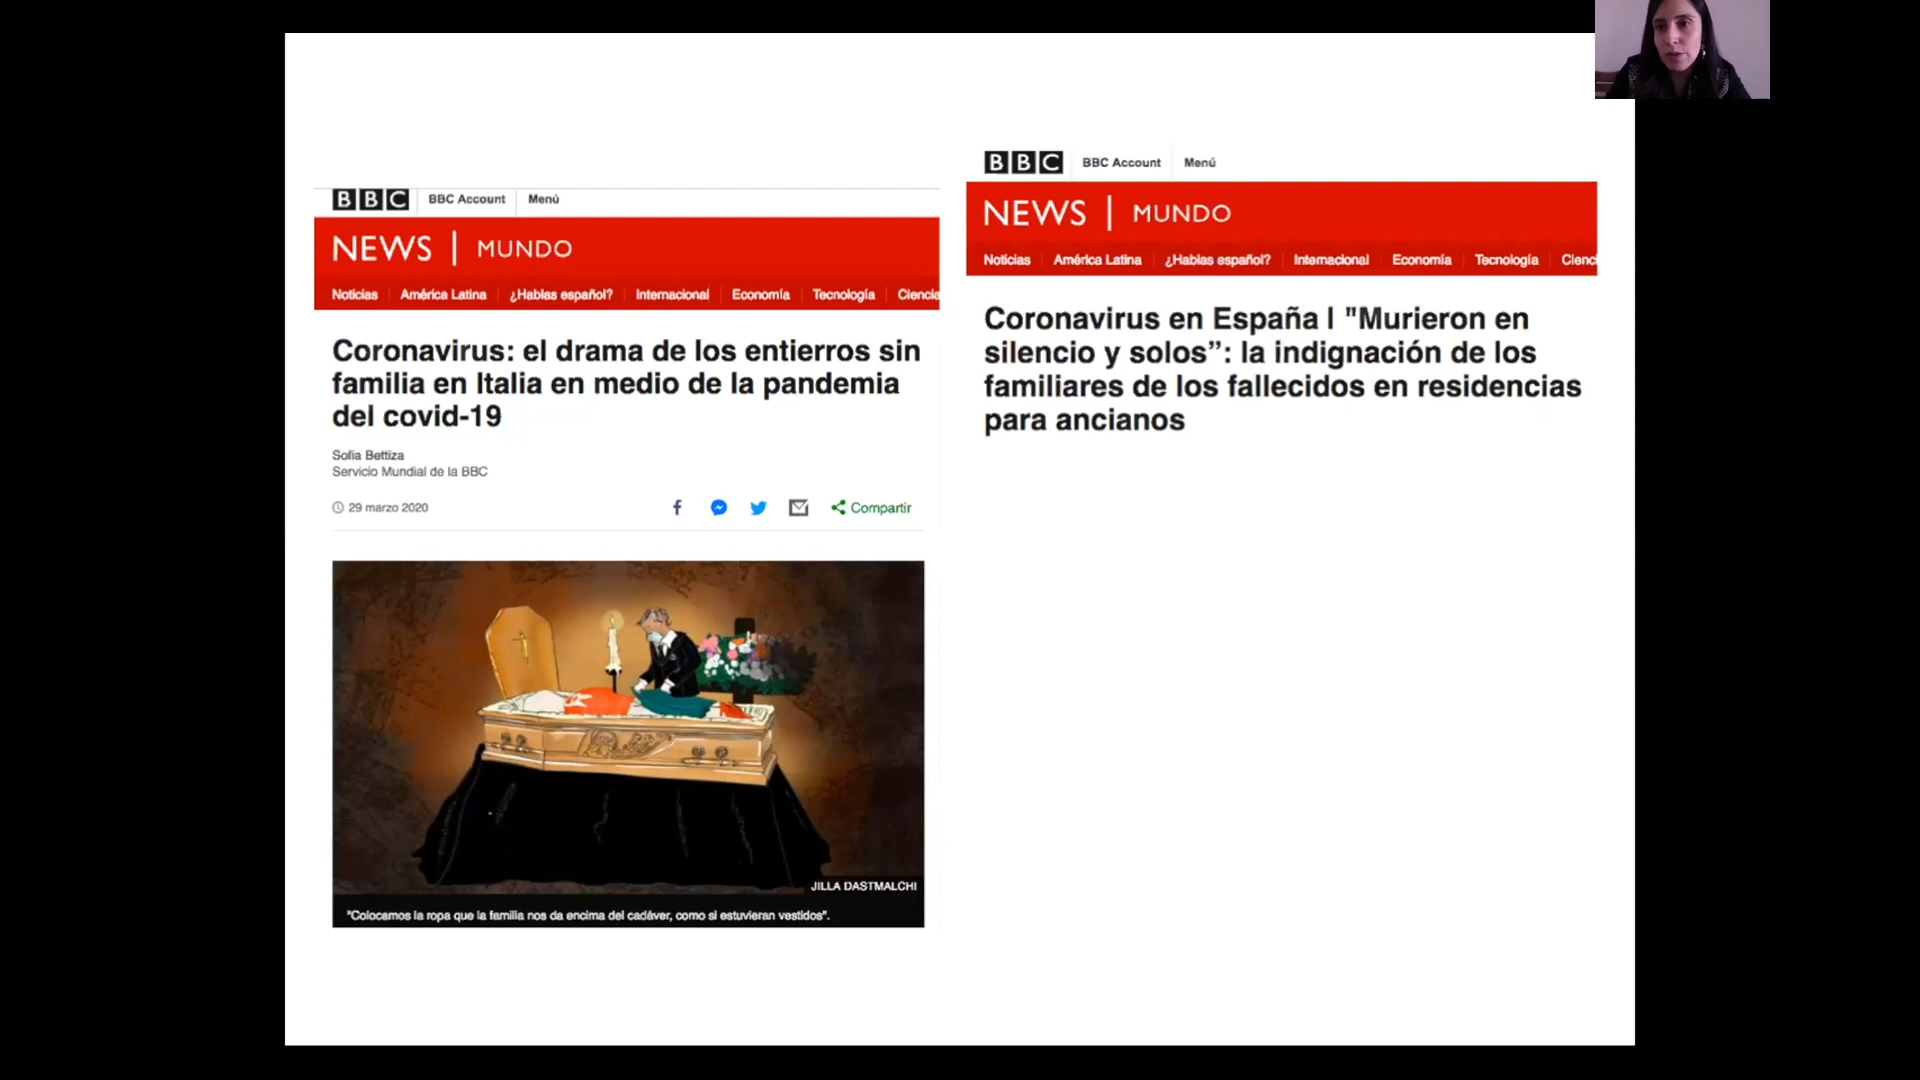 BBC BBC Account Menú
NEWS | MUNDO
Noticias América Latina ¿Hablas español? Internacional Economía Tecnología Ciencia
Coronavirus: el drama de los entierros sin
familia en Italia en medio de la pandemia
del covid-19
Sofia Bettiza
Servicio Mundial de la BBC
29 marzo 2020
Compartir
JILLA DASTMALCHI
"Colocamos la ropa que la familia nos da encima del cadáver, como si estuvieran vestidos".
BBC BBC Account Menú
NEWS | MUNDO
Noticias América Latina ¿Hablas español? Internacional Economía Tecnología Cienci
Coronavirus en España | "Murieron en
silencio y solos”: la indignación de los
familiares de los fallecidos en residencias
para ancianos